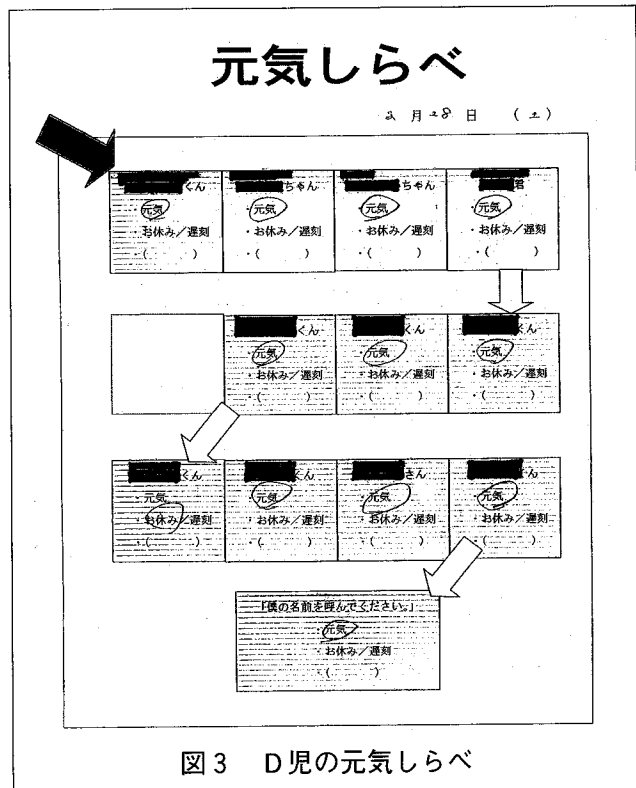 元気しらべ
2月28日 (土)
くん ちゃん ちゃん 君
・元気 ・元気 ・元気 ・元気
・お休み/遅刻 ・お休み/遅刻 ・お休み/遅刻 ・お休み/遅刻
・( ) ・( ) ・( ) ・( )
くん くん くん
・元気 ・元気 ・元気
・お休み/遅刻 ・お休み/遅刻 ・お休み/遅刻
・( ) ・( ) ・( )
くん くん さん ん
・元気 ・元気 ・元気 ・元気
・お休み/遅刻 ・お休み/遅刻 ・お休み/遅刻 ・お休み/遅刻
・( ) ・( ) ・( ) ・( )
「僕の名前を呼んでください。」
・元気
・お休み/遅刻
・( )
図3 D児の元気しらべ